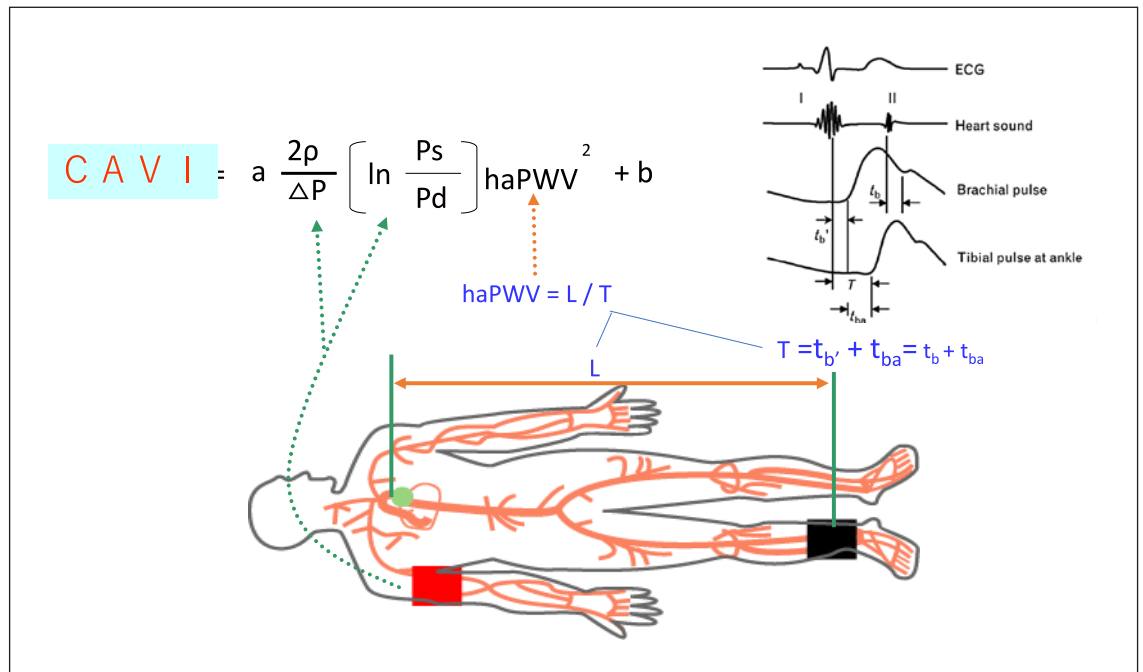 CAVI = a 2ρ/△P [ln Ps/Pd] haPWV² + b
haPWV = L / T
L
T =tb' + tba= tb + tba
ECG
I II
Heart sound
Brachial pulse
tb
tb'
Tibial pulse at ankle
T
tba